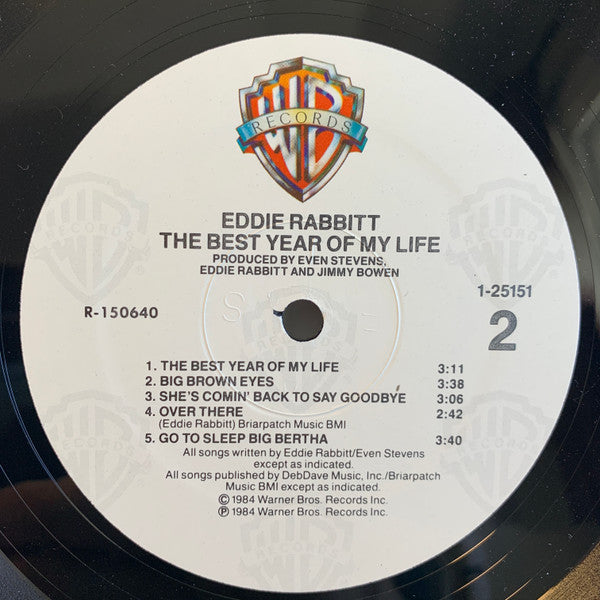 WB
RECORDS
EDDIE RABBITT
THE BEST YEAR OF MY LIFE
PRODUCED BY EVEN STEVENS,
EDDIE RABBITT AND JIMMY BOWEN
R-150640
1-25151
2
1. THE BEST YEAR OF MY LIFE 3:11
2. BIG BROWN EYES 3:38
3. SHE'S COMIN' BACK TO SAY GOODBYE 3:06
4. OVER THERE 2:42
(Eddie Rabbitt) Briarpatch Music BMI
5. GO TO SLEEP BIG BERTHA 3:40
All songs written by Eddie Rabbitt/Even Stevens
except as indicated.
All songs published by DebDave Music, Inc./Briarpatch
Music BMI except as indicated.
Ⓒ1984 Warner Bros. Records Inc.
Ⓟ1984 Warner Bros. Records Inc.